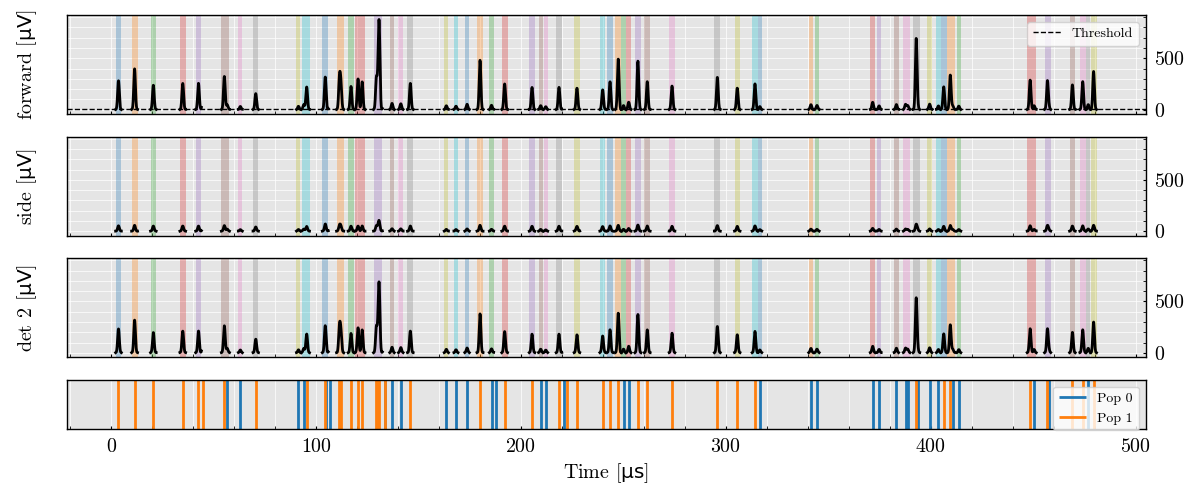 forward [μV]
Threshold
500
0
side [μV]
500
0
det 2 [μV]
500
0
Pop 0
Pop 1
0 100 200 300 400 500
Time [μs]